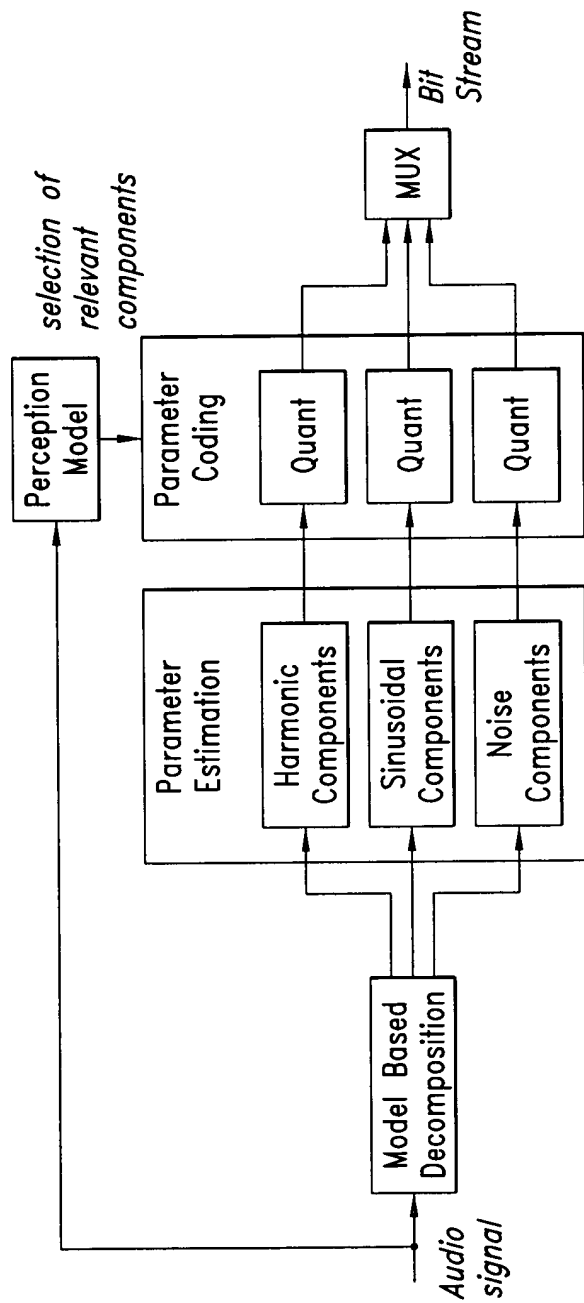 Audio
signal
Model Based
Decomposition
Parameter
Estimation
Harmonic
Components
Sinusoidal
Components
Noise
Components
Perception
Model
selection of
relevant
components
Parameter
Coding
Quant
Quant
Quant
MUX
Bit
Stream